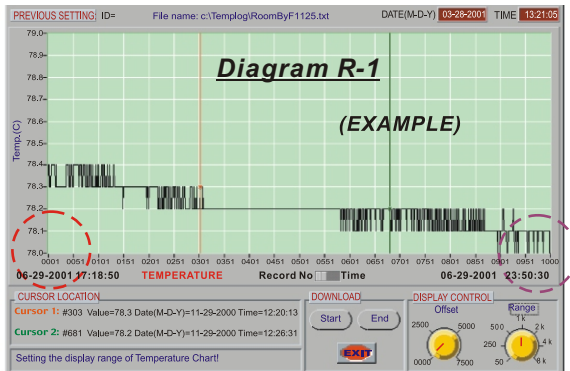 PREVIOUS SETTING ID= File name: c:\Templog\RoomByF1125.txt DATE(M-D-Y) 03-28-2001 TIME 13:21:05
Diagram R-1
(EXAMPLE)
Temp.(C)
79.0
78.9
78.8
78.7
78.6
78.5
78.4
78.3
78.2
78.1
78.0
0001 0051 0101 0151 0201 0251 0301 0351 0401 0451 0501 0551 0601 0651 0701 0751 0801 0851 0901 0951 1000
06-29-2001 17:18:50 TEMPERATURE Record No Time 06-29-2001 23:50:30
CURSOR LOCATION
Cursor 1: #303 Value=78.3 Date(M-D-Y)=11-29-2000 Time=12:20:13
Cursor 2: #681 Value=78.2 Date(M-D-Y)=11-29-2000 Time=12:26:31
Setting the display range of Temperature Chart!
DOWNLOAD
Start End
EXIT
DISPLAY CONTROL
Offset
2500 5000
0000 7500
Range
1k
500 2k
250 4k
50 8k